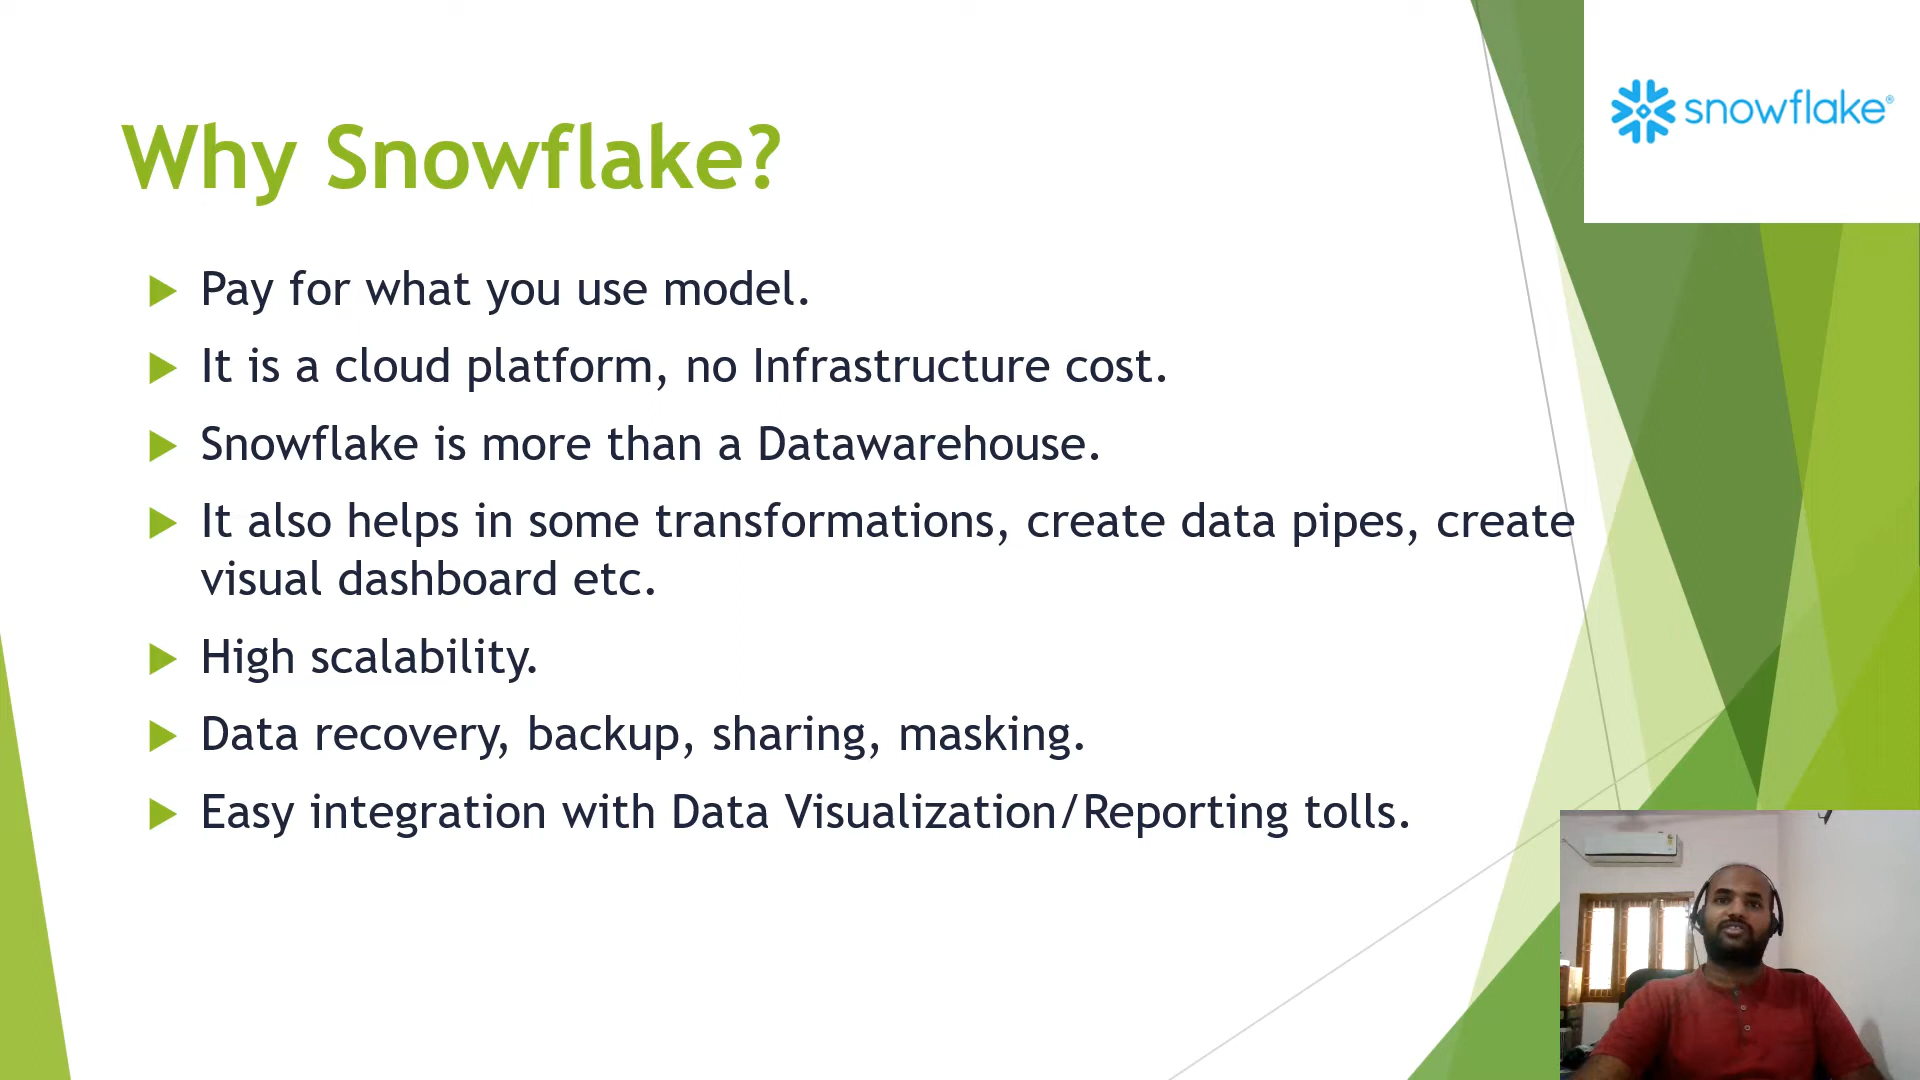 snowflake®
Why Snowflake?
Pay for what you use model.
It is a cloud platform, no Infrastructure cost.
Snowflake is more than a Datawarehouse.
It also helps in some transformations, create data pipes, create
visual dashboard etc.
High scalability.
Data recovery, backup, sharing, masking.
Easy integration with Data Visualization/Reporting tolls.